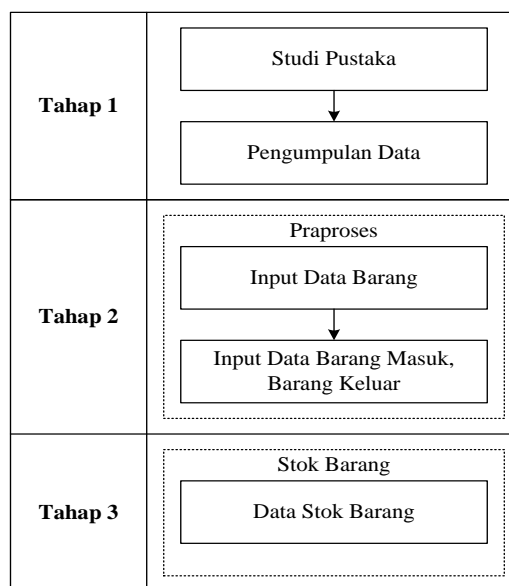 Tahap 1
Studi Pustaka
Pengumpulan Data
Tahap 2
Praproses
Input Data Barang
Input Data Barang Masuk,
Barang Keluar
Tahap 3
Stok Barang
Data Stok Barang